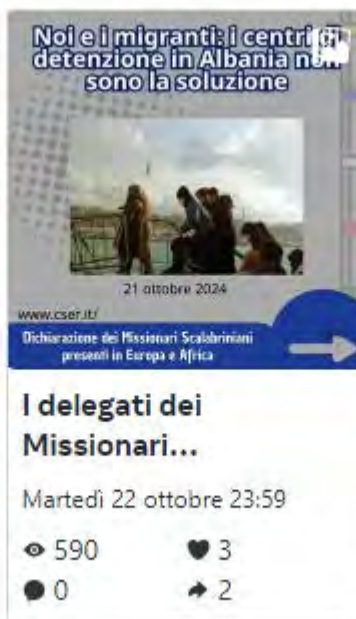 Noi e i migranti: i centri di
detenzione in Albania non
sono la soluzione
21 ottobre 2024
www.cser.it/
Dichiarazione dei Missionari Scalabriniani
presenti in Europa e Africa
I delegati dei
Missionari...
Martedì 22 ottobre 23:59
590
3
0
2